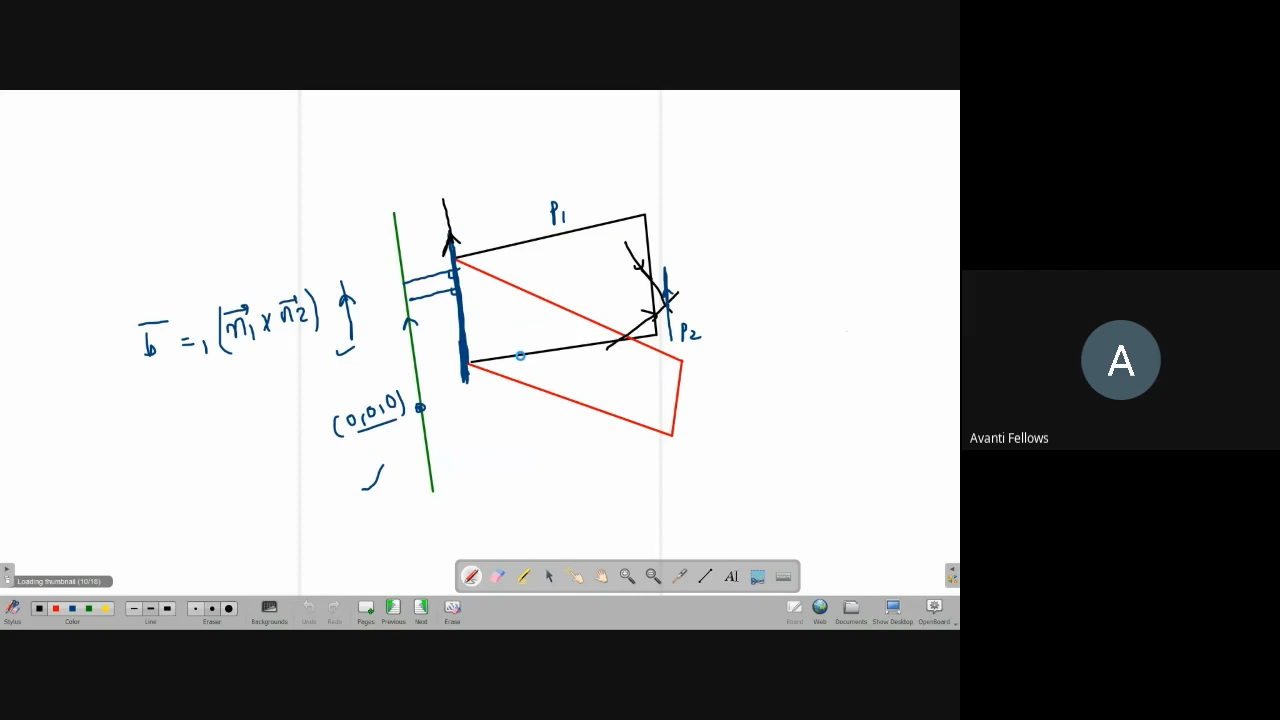 P1
b = 1 (n1 x n2)
P2
(0,0,0)
A
Avanti Fellows
Loading thumbnail (10/18)
Stylus
Color
Line
Eraser
Backgrounds
Undo
Redo
Pages
Previous
Next
Erase
Board
Web
Documents
Show Desktop
OpenBoard